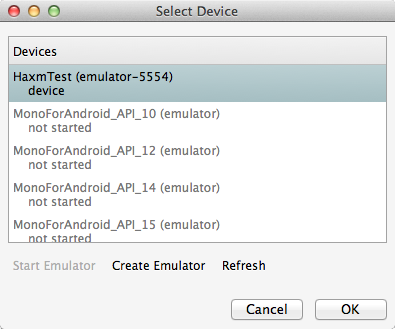 Select Device
Devices
HaxmTest (emulator-5554)
device
MonoForAndroid_API_10 (emulator)
not started
MonoForAndroid_API_12 (emulator)
not started
MonoForAndroid_API_14 (emulator)
not started
MonoForAndroid_API_15 (emulator)
not started
Start Emulator Create Emulator Refresh
Cancel OK